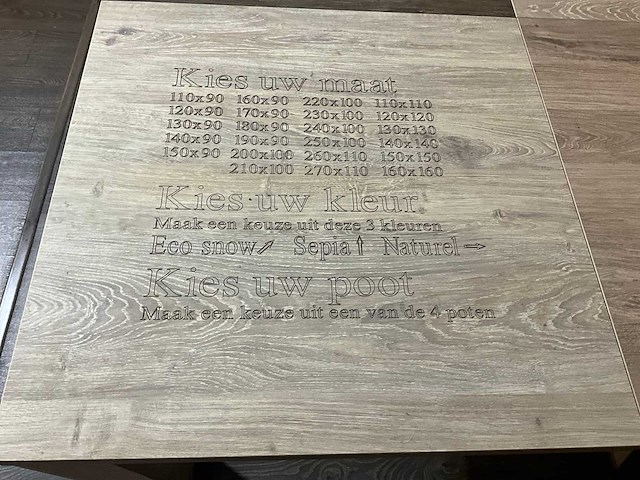 Kies uw maat
110x90 160x90 220x100 110x110
120x90 170x90 230x100 120x120
130x90 180x90 240x100 130x130
140x90 190x90 250x100 140x140
150x90 200x100 260x110 150x150
210x100 270x110 160x160
Kies uw kleur
Maak een keuze uit deze 3 kleuren
Eco snow↗ Sepia↑ Naturel→
Kies uw poot
Maak een keuze uit een van de 4 poten